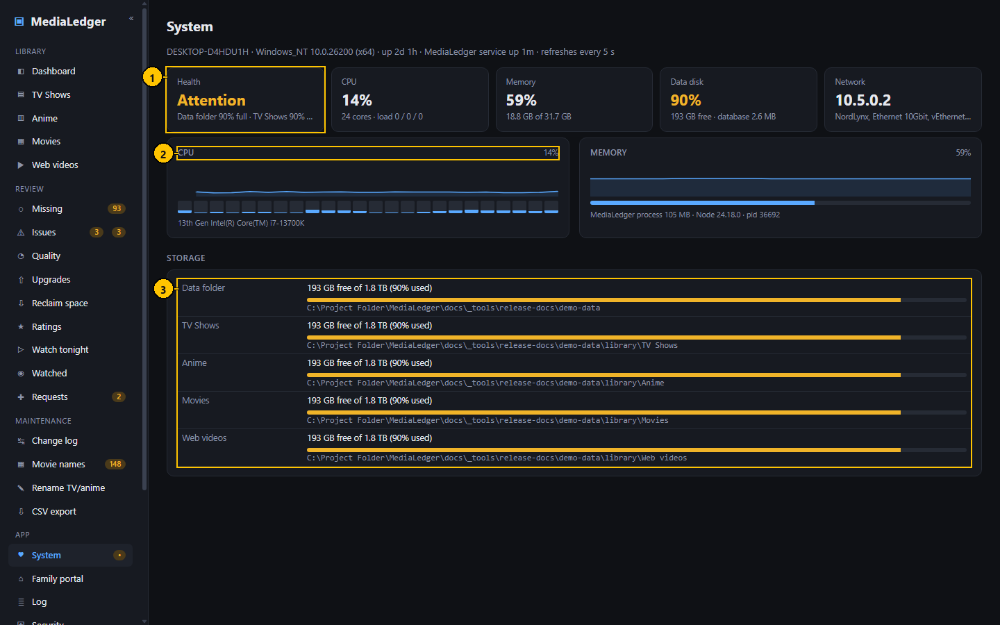 MediaLedger «
LIBRARY
Dashboard
TV Shows
Anime
Movies
Web videos
REVIEW
Missing 93
Issues 3 3
Quality
Upgrades
Reclaim space
Ratings
Watch tonight
Watched
Requests 2
MAINTENANCE
Change log
Movie names 148
Rename TV/anime
CSV export
APP
System
Family portal
Log
Security
System
DESKTOP-D4HDU1H · Windows_NT 10.0.26200 (x64) · up 2d 1h · MediaLedger service up 1m · refreshes every 5 s
1
Health
Attention
Data folder 90% full · TV Shows 90% ...
CPU
14%
24 cores · load 0 / 0 / 0
Memory
59%
18.8 GB of 31.7 GB
Data disk
90%
193 GB free · database 2.6 MB
Network
10.5.0.2
NordLynx, Ethernet 10Gbit, vEthernet...
2
CPU 14%
13th Gen Intel(R) Core(TM) i7-13700K
MEMORY 59%
MediaLedger process 105 MB · Node 24.18.0 · pid 36692
STORAGE
3
Data folder 193 GB free of 1.8 TB (90% used)
C:\Project Folder\MediaLedger\docs\_tools\release-docs\demo-data
TV Shows 193 GB free of 1.8 TB (90% used)
C:\Project Folder\MediaLedger\docs\_tools\release-docs\demo-data\library\TV Shows
Anime 193 GB free of 1.8 TB (90% used)
C:\Project Folder\MediaLedger\docs\_tools\release-docs\demo-data\library\Anime
Movies 193 GB free of 1.8 TB (90% used)
C:\Project Folder\MediaLedger\docs\_tools\release-docs\demo-data\library\Movies
Web videos 193 GB free of 1.8 TB (90% used)
C:\Project Folder\MediaLedger\docs\_tools\release-docs\demo-data\library\Web videos